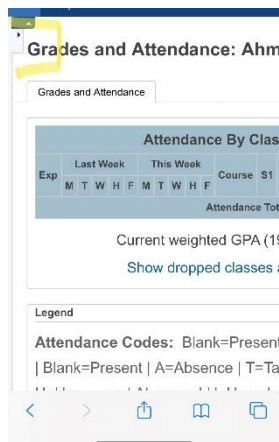 Grades and Attendance: Ahm
Grades and Attendance
Attendance By Clas
Exp Last Week This Week Course S1
M T W H F M T W H F
Attendance Tot
Current weighted GPA (19
Show dropped classes a
Legend
Attendance Codes: Blank=Present
| Blank=Present | A=Absence | T=Ta